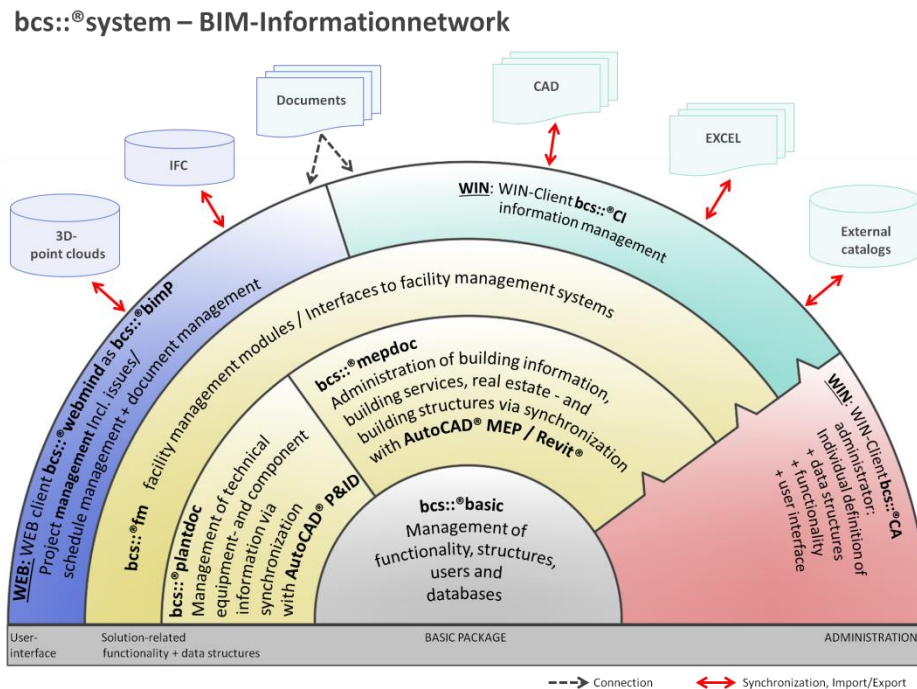 bcs::®system – BIM-Informationnetwork
Documents
CAD
EXCEL
IFC
3D-
point clouds
External
catalogs
WEB: WEB client bcs::®webmind as bcs::®bimP
Project management Incl. issues/
schedule management + document management
WIN: WIN-Client bcs::®CI
information management
bcs::®fm facility management modules / Interfaces to facility management systems
bcs::®plantdoc
Management of technical
equipment- and component
information via
synchronization
with AutoCAD® P&ID
bcs::®mepdoc
Administration of building information,
building services, real estate - and
building structures via synchronization
with AutoCAD® MEP / Revit®
bcs::®basic
Management of
functionality, structures,
users and
databases
WIN: WIN-Client bcs::®CA
administrator:
Individual definition of
+ data structures
+ functionality
+ user interface
User-
interface
Solution-related
functionality + data structures
BASIC PACKAGE
ADMINISTRATION
Connection
Synchronization, Import/Export